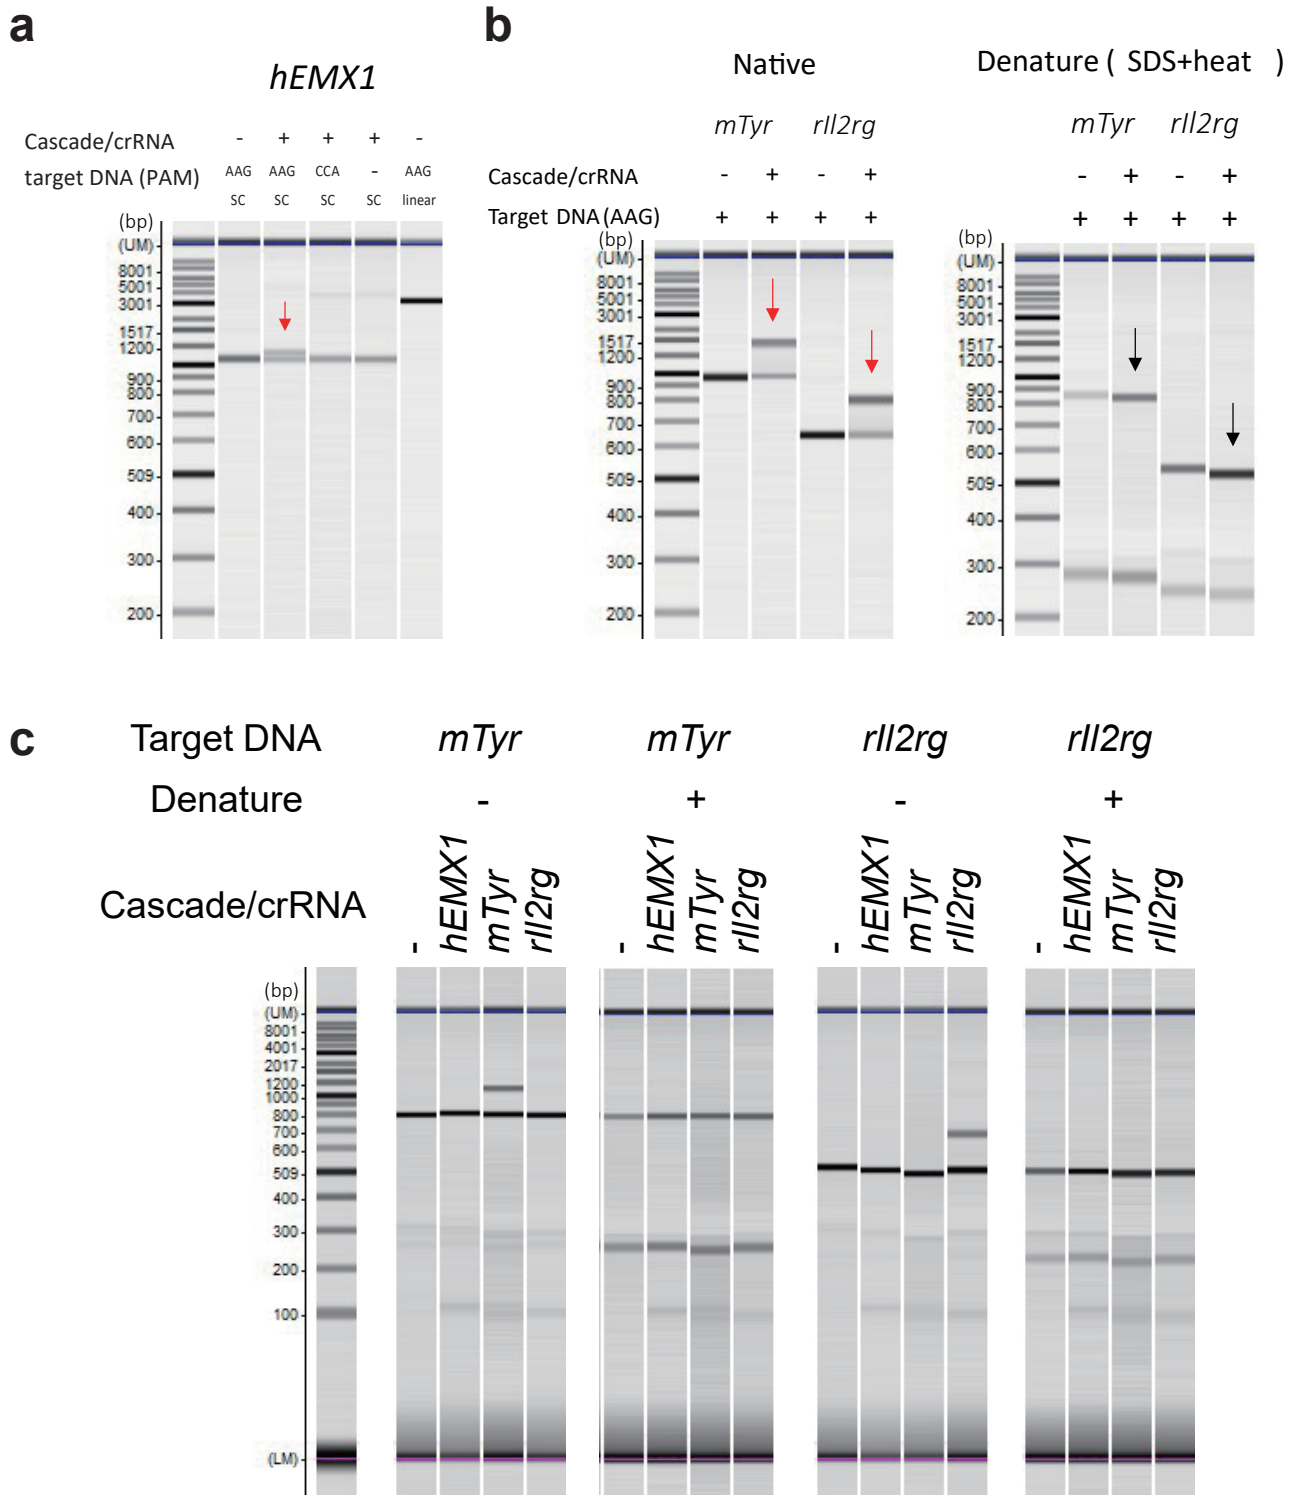 a
hEMX1
Cascade/crRNA - + + + -
target DNA (PAM) AAG AAG CCA - AAG
SC SC SC SC linear
(bp)
(UM)
8001
5001
3001
1517
1200
900
800
700
600
509
400
300
200
b
Native
mTyr rIl2rg
Cascade/crRNA - + - +
Target DNA (AAG) + + + +
(bp)
(UM)
8001
5001
3001
1517
1200
900
800
700
600
509
400
300
200
Denature ( SDS+heat )
mTyr rIl2rg
- + - +
+ + + +
(bp)
(UM)
8001
5001
3001
1517
1200
900
800
700
600
509
400
300
200
c
Target DNA mTyr mTyr rIl2rg rIl2rg
Denature - + - +
Cascade/crRNA - hEMX1 mTyr rIl2rg - hEMX1 mTyr rIl2rg - hEMX1 mTyr rIl2rg - hEMX1 mTyr rIl2rg
(bp)
(UM)
8001
4001
2017
1200
1000
800
700
600
509
400
300
200
100
(LM)